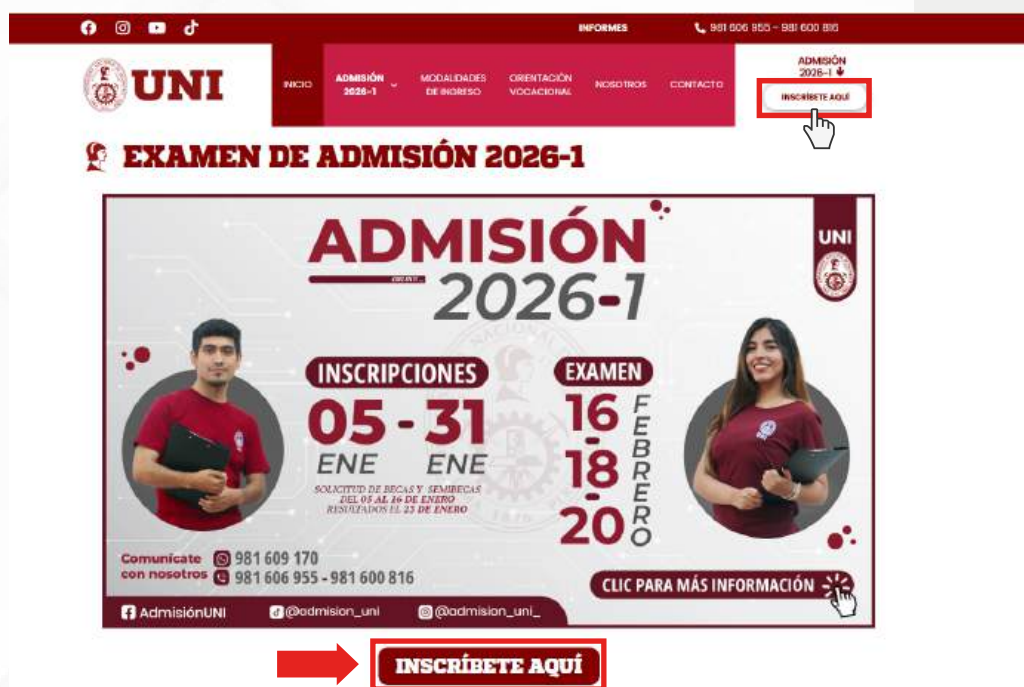 INFORMES
981 606 955 - 981 600 816
UNI
INICIO
ADMISIÓN
2026-1
MODALIDADES
DE INGRESO
ORIENTACIÓN
VOCACIONAL
NOSOTROS
CONTACTO
ADMISIÓN
2026-1
INSCRÍBETE AQUÍ
EXAMEN DE ADMISIÓN 2026-1
ADMISIÓN
2026-1
UNI
INSCRIPCIONES
05 - 31
ENE ENE
SOLICITUD DE BECAS Y SEMIBECAS
DEL 05 AL 16 DE ENERO
RESULTADOS EL 23 DE ENERO
EXAMEN
16 - 18 - 20
FEBRERO
Comunícate
con nosotros
981 609 170
981 606 955 - 981 600 816
CLIC PARA MÁS INFORMACIÓN
AdmisiónUNI
@admision_uni
@admision_uni_
INSCRÍBETE AQUÍ